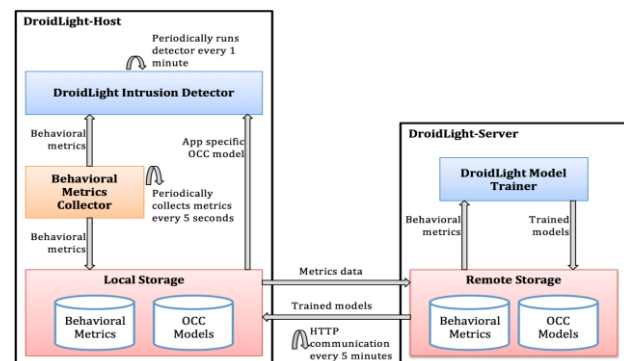 DroidLight-Host
Periodically runs
detector every 1
minute
DroidLight Intrusion Detector
Behavioral
metrics
App specific
OCC model
Behavioral
Metrics
Collector
Periodically
collects metrics
every 5 seconds
Behavioral
metrics
Local Storage
Behavioral
Metrics
OCC
Models
Metrics data
Trained models
HTTP
communication
every 5 minutes
DroidLight-Server
DroidLight Model
Trainer
Behavioral
metrics
Trained
models
Remote Storage
Behavioral
Metrics
OCC
Models